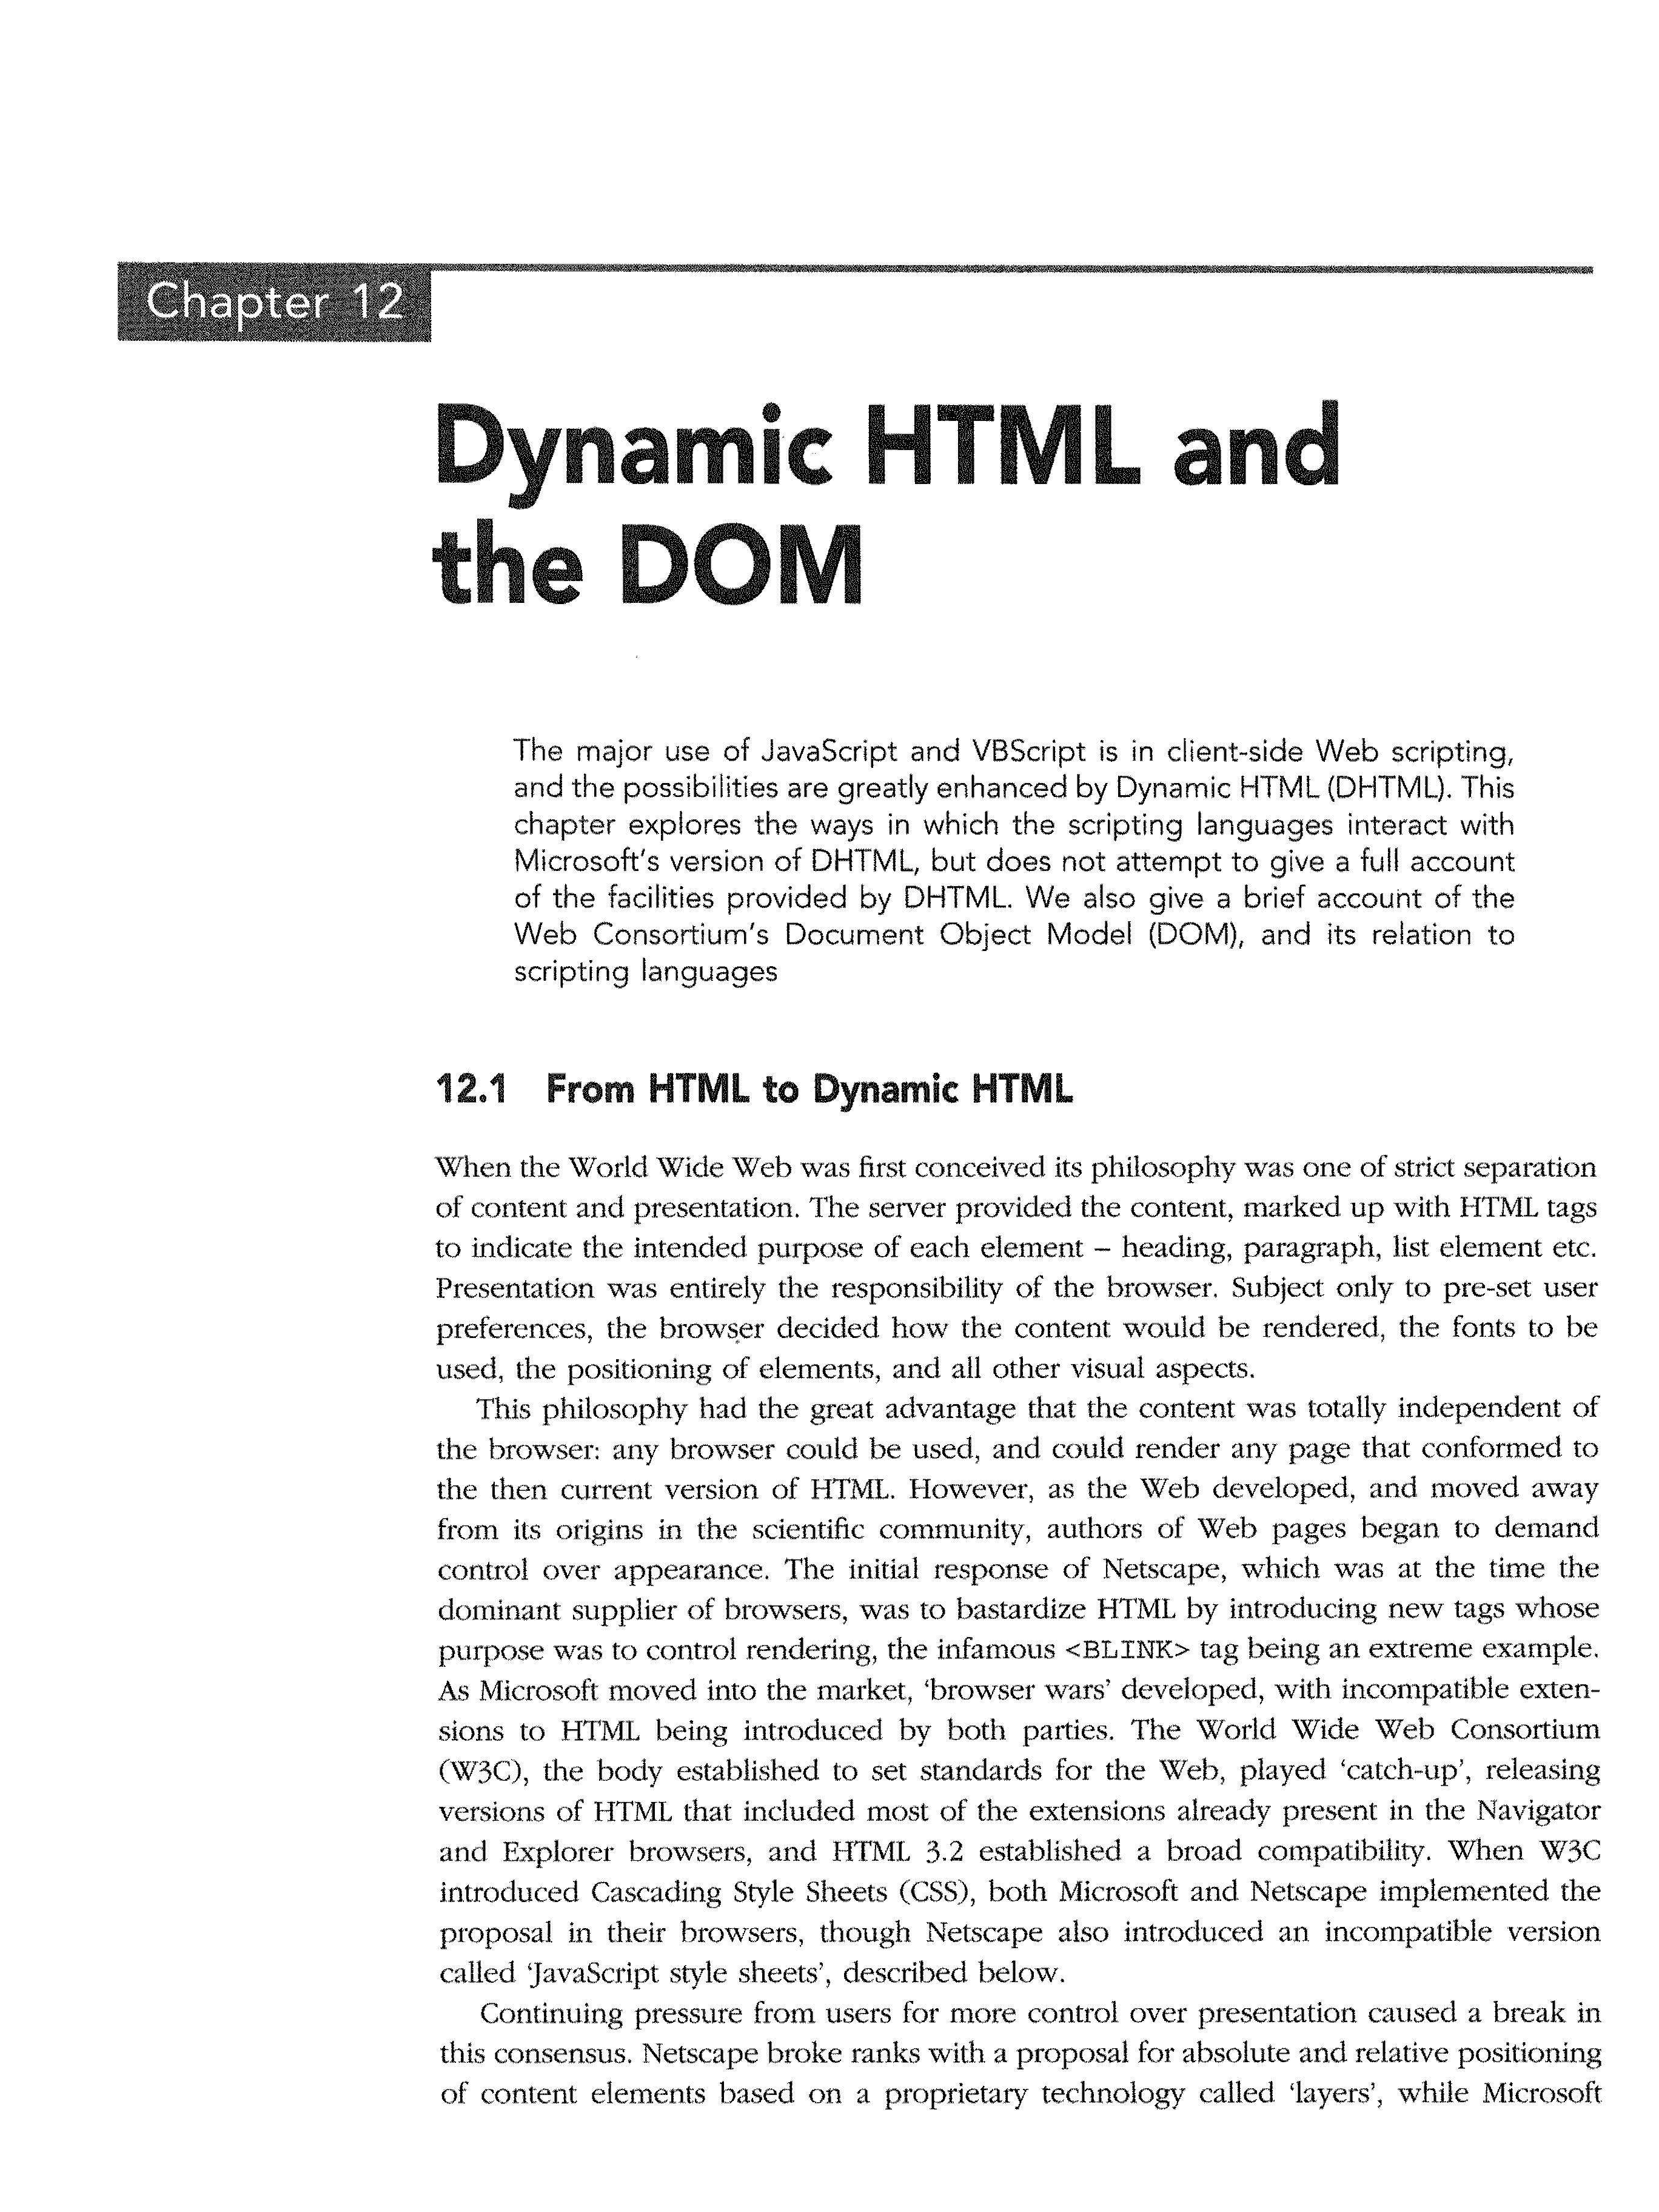 Chapter 12
Dynamic HTML and
the DOM
The major use of JavaScript and VBScript is in client-side Web scripting,
and the possibilities are greatly enhanced by Dynamic HTML (DHTML). This
chapter explores the ways in which the scripting languages interact with
Microsoft's version of DHTML, but does not attempt to give a full account
of the facilities provided by DHTML. We also give a brief account of the
Web Consortium's Document Object Model (DOM), and its relation to
scripting languages
12.1 From HTML to Dynamic HTML
When the World Wide Web was first conceived its philosophy was one of strict separation
of content and presentation. The server provided the content, marked up with HTML tags
to indicate the intended purpose of each element – heading, paragraph, list element etc.
Presentation was entirely the responsibility of the browser. Subject only to pre-set user
preferences, the browser decided how the content would be rendered, the fonts to be
used, the positioning of elements, and all other visual aspects.
This philosophy had the great advantage that the content was totally independent of
the browser: any browser could be used, and could render any page that conformed to
the then current version of HTML. However, as the Web developed, and moved away
from its origins in the scientific community, authors of Web pages began to demand
control over appearance. The initial response of Netscape, which was at the time the
dominant supplier of browsers, was to bastardize HTML by introducing new tags whose
purpose was to control rendering, the infamous <BLINK> tag being an extreme example.
As Microsoft moved into the market, ‘browser wars’ developed, with incompatible exten-
sions to HTML being introduced by both parties. The World Wide Web Consortium
(W3C), the body established to set standards for the Web, played ‘catch-up’, releasing
versions of HTML that included most of the extensions already present in the Navigator
and Explorer browsers, and HTML 3.2 established a broad compatibility. When W3C
introduced Cascading Style Sheets (CSS), both Microsoft and Netscape implemented the
proposal in their browsers, though Netscape also introduced an incompatible version
called ‘JavaScript style sheets’, described below.
Continuing pressure from users for more control over presentation caused a break in
this consensus. Netscape broke ranks with a proposal for absolute and relative positioning
of content elements based on a proprietary technology called ‘layers’, while Microsoft